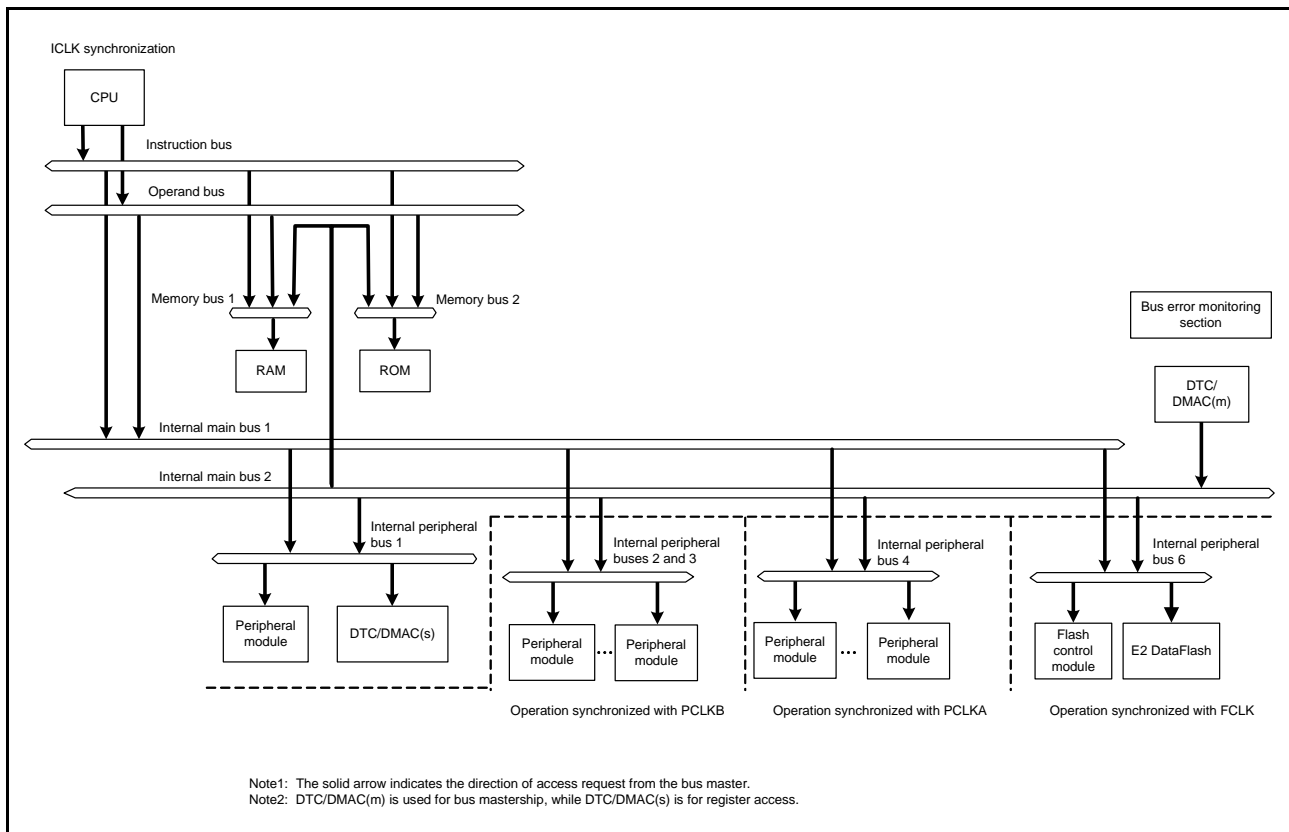 ICLK synchronization
CPU
Instruction bus
Operand bus
Memory bus 1
Memory bus 2
Bus error monitoring
section
RAM
ROM
DTC/
DMAC(m)
Internal main bus 1
Internal main bus 2
Internal peripheral
bus 1
Internal peripheral
buses 2 and 3
Internal peripheral
bus 4
Internal peripheral
bus 6
Peripheral
module
DTC/DMAC(s)
Peripheral
module
...
Peripheral
module
Peripheral
module
...
Peripheral
module
Flash
control
module
E2 DataFlash
Operation synchronized with PCLKB
Operation synchronized with PCLKA
Operation synchronized with FCLK
Note1: The solid arrow indicates the direction of access request from the bus master.
Note2: DTC/DMAC(m) is used for bus mastership, while DTC/DMAC(s) is for register access.